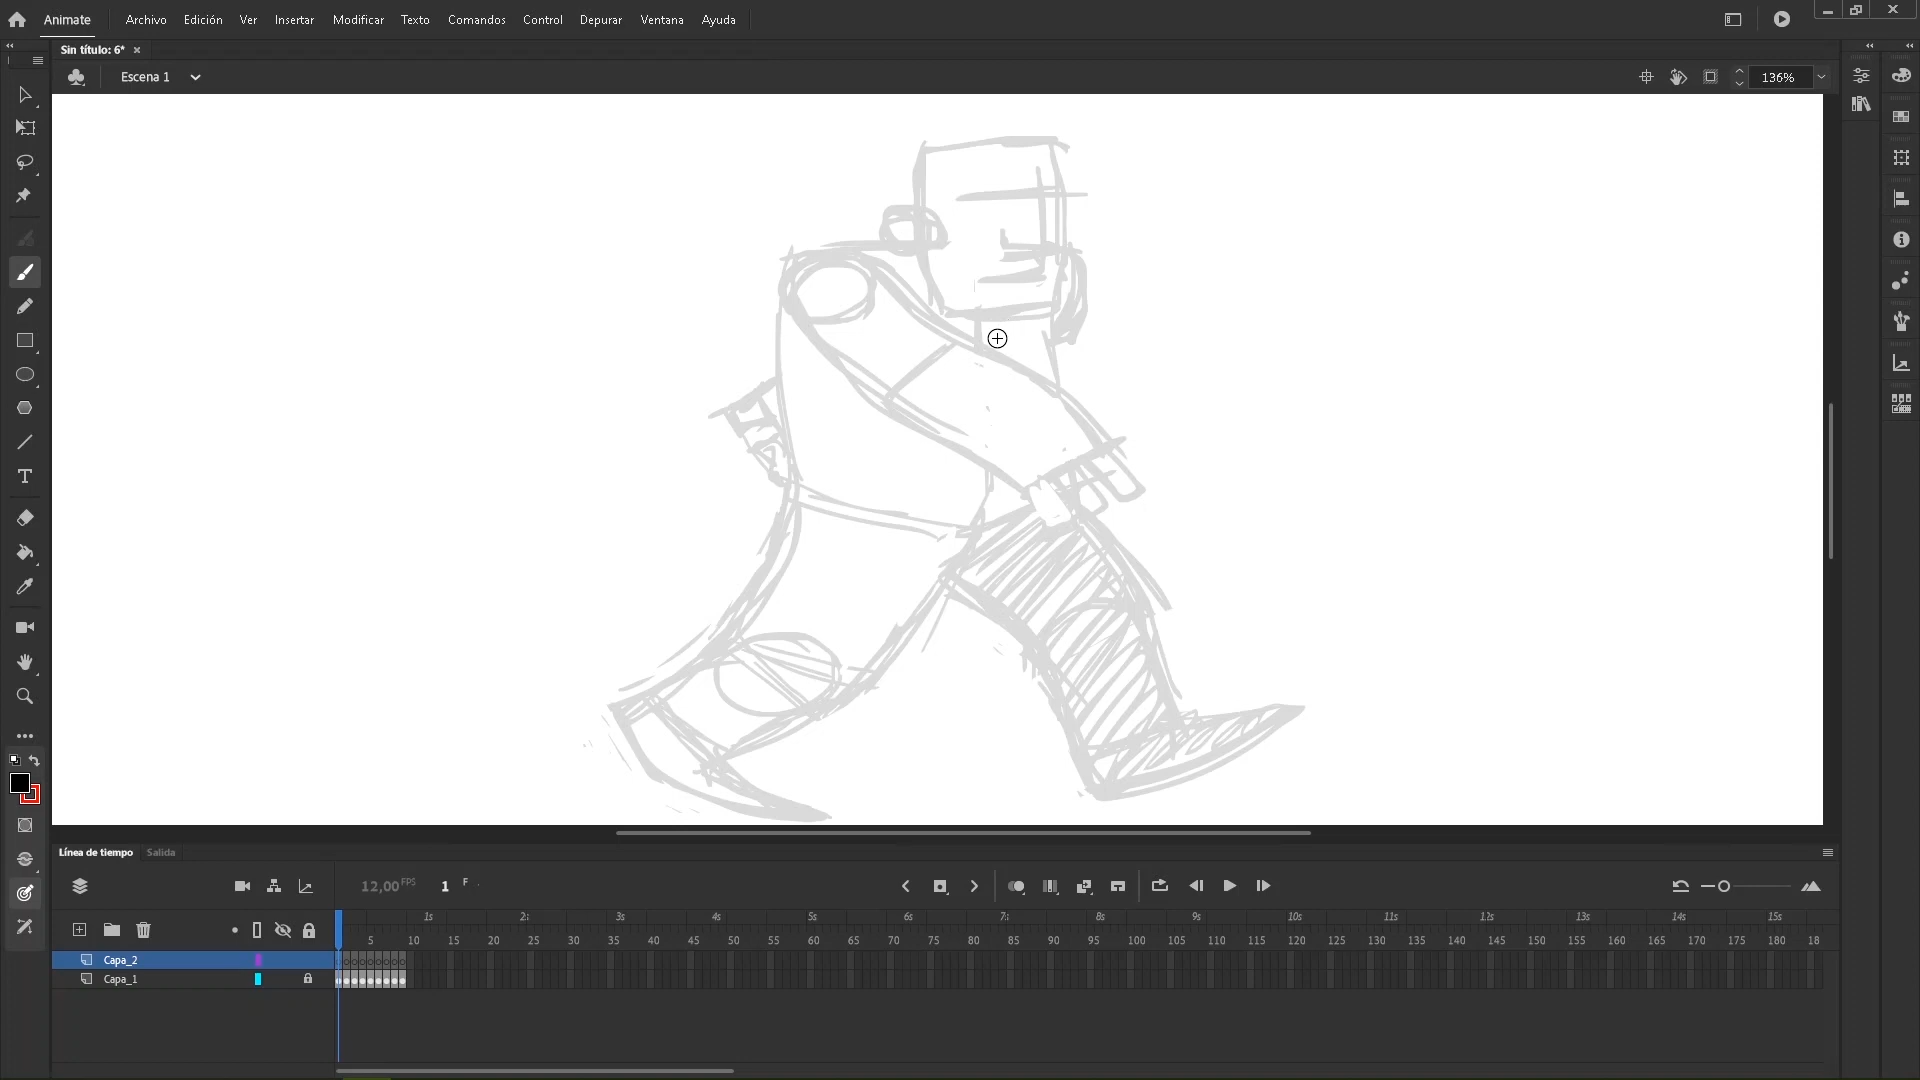 Animate Archivo Edición Ver Insertar Modificar Texto Comandos Control Depurar Ventana Ayuda
Sin título: 6* ×
Escena 1
136%
T
Línea de tiempo Salida
12,00 FPS 1 F
1s 2s 3s 4s 5s 6s 7s 8s 9s 10s 11s 12s 13s 14s 15s
5 10 15 20 25 30 35 40 45 50 55 60 65 70 75 80 85 90 95 100 105 110 115 120 125 130 135 140 145 150 155 160 165 170 175 180 18
Capa_2
Capa_1